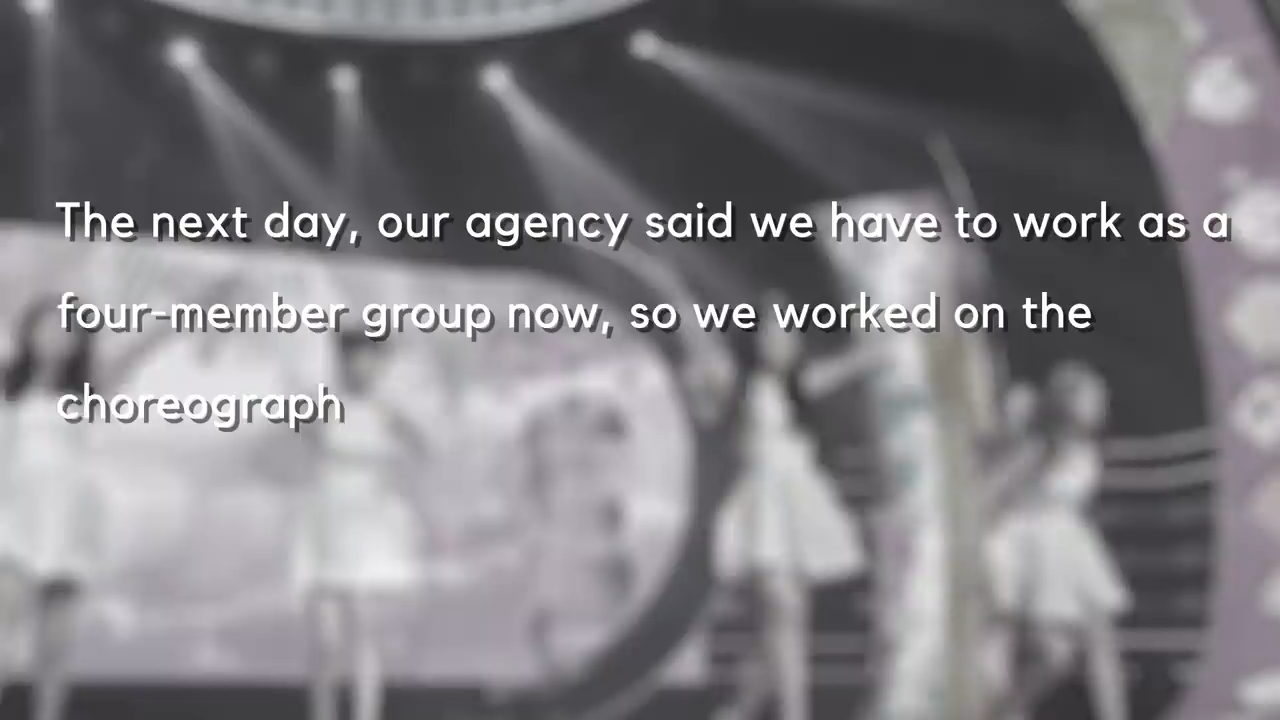 The next day, our agency said we have to work as a
four-member group now, so we worked on the
choreograph